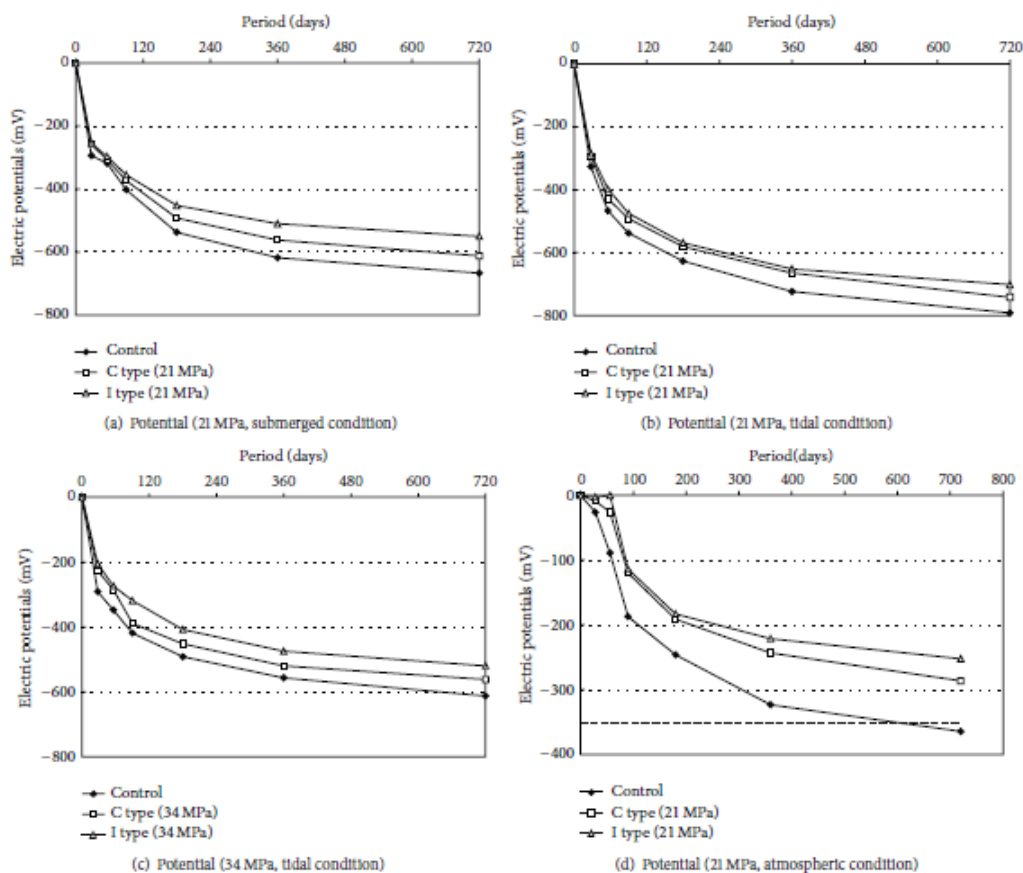 Period (days)
0 120 240 360 480 600 720
0
−200
−400
−600
−800
Electric potentials (mV)
Control
C type (21 MPa)
I type (21 MPa)
(a) Potential (21 MPa, submerged condition)
Period (days)
0 120 240 360 480 600 720
0
−200
−400
−600
−800
Electric potentials (mV)
Control
C type (21 MPa)
I type (21 MPa)
(b) Potential (21 MPa, tidal condition)
Period (days)
0 120 240 360 480 600 720
0
−200
−400
−600
−800
Electric potentials (mV)
Control
C type (34 MPa)
I type (34 MPa)
(c) Potential (34 MPa, tidal condition)
Period(days)
0 100 200 300 400 500 600 700 800
0
−100
−200
−300
−400
Electric potentials (mV)
Control
C type (21 MPa)
I type (21 MPa)
(d) Potential (21 MPa, atmospheric condition)